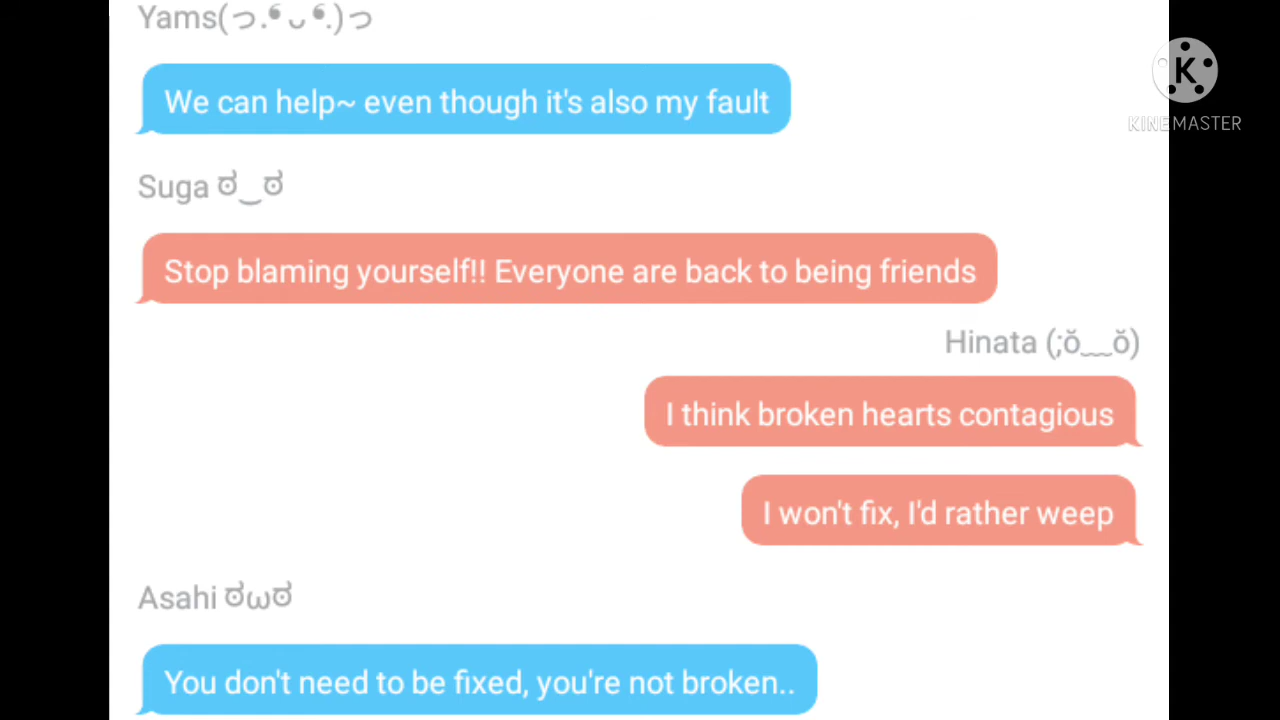 Yams(っ.❛ ᴗ ❛.)っ
We can help~ even though it's also my fault
Suga ಠ‿ಠ
Stop blaming yourself!! Everyone are back to being friends
Hinata (;ŏ﹏ŏ)
I think broken hearts contagious
I won't fix, I'd rather weep
Asahi ಠωಠ
You don't need to be fixed, you're not broken..
K
KINEMASTER